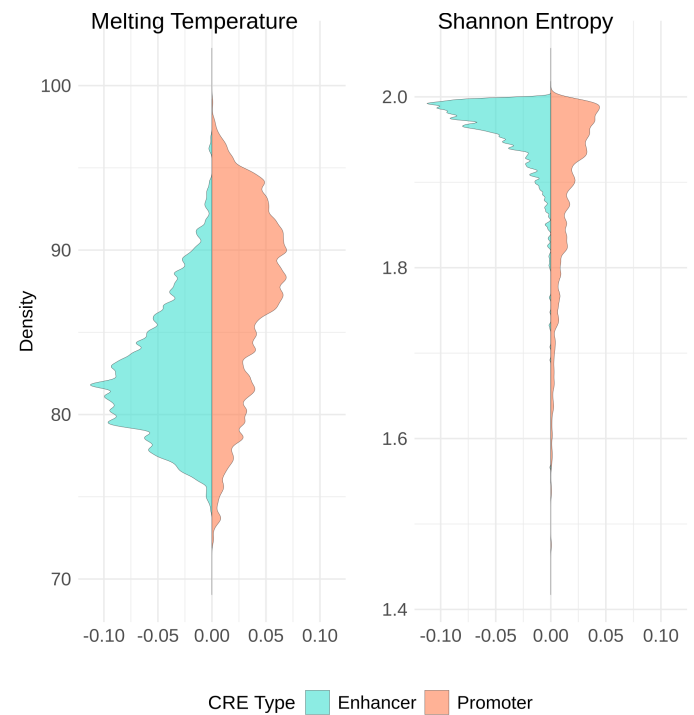 Melting Temperature
Shannon Entropy
Density
100
90
80
70
-0.10 -0.05 0.00 0.05 0.10
2.0
1.8
1.6
1.4
-0.10 -0.05 0.00 0.05 0.10
CRE Type Enhancer Promoter